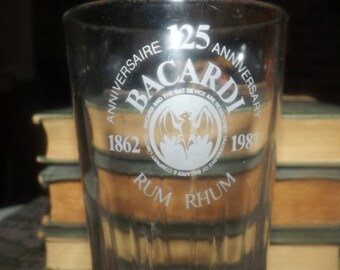 ANNIVERSAIRE 125 ANNIVERSARY
BACARDI
1862 1987
RUM RHUM